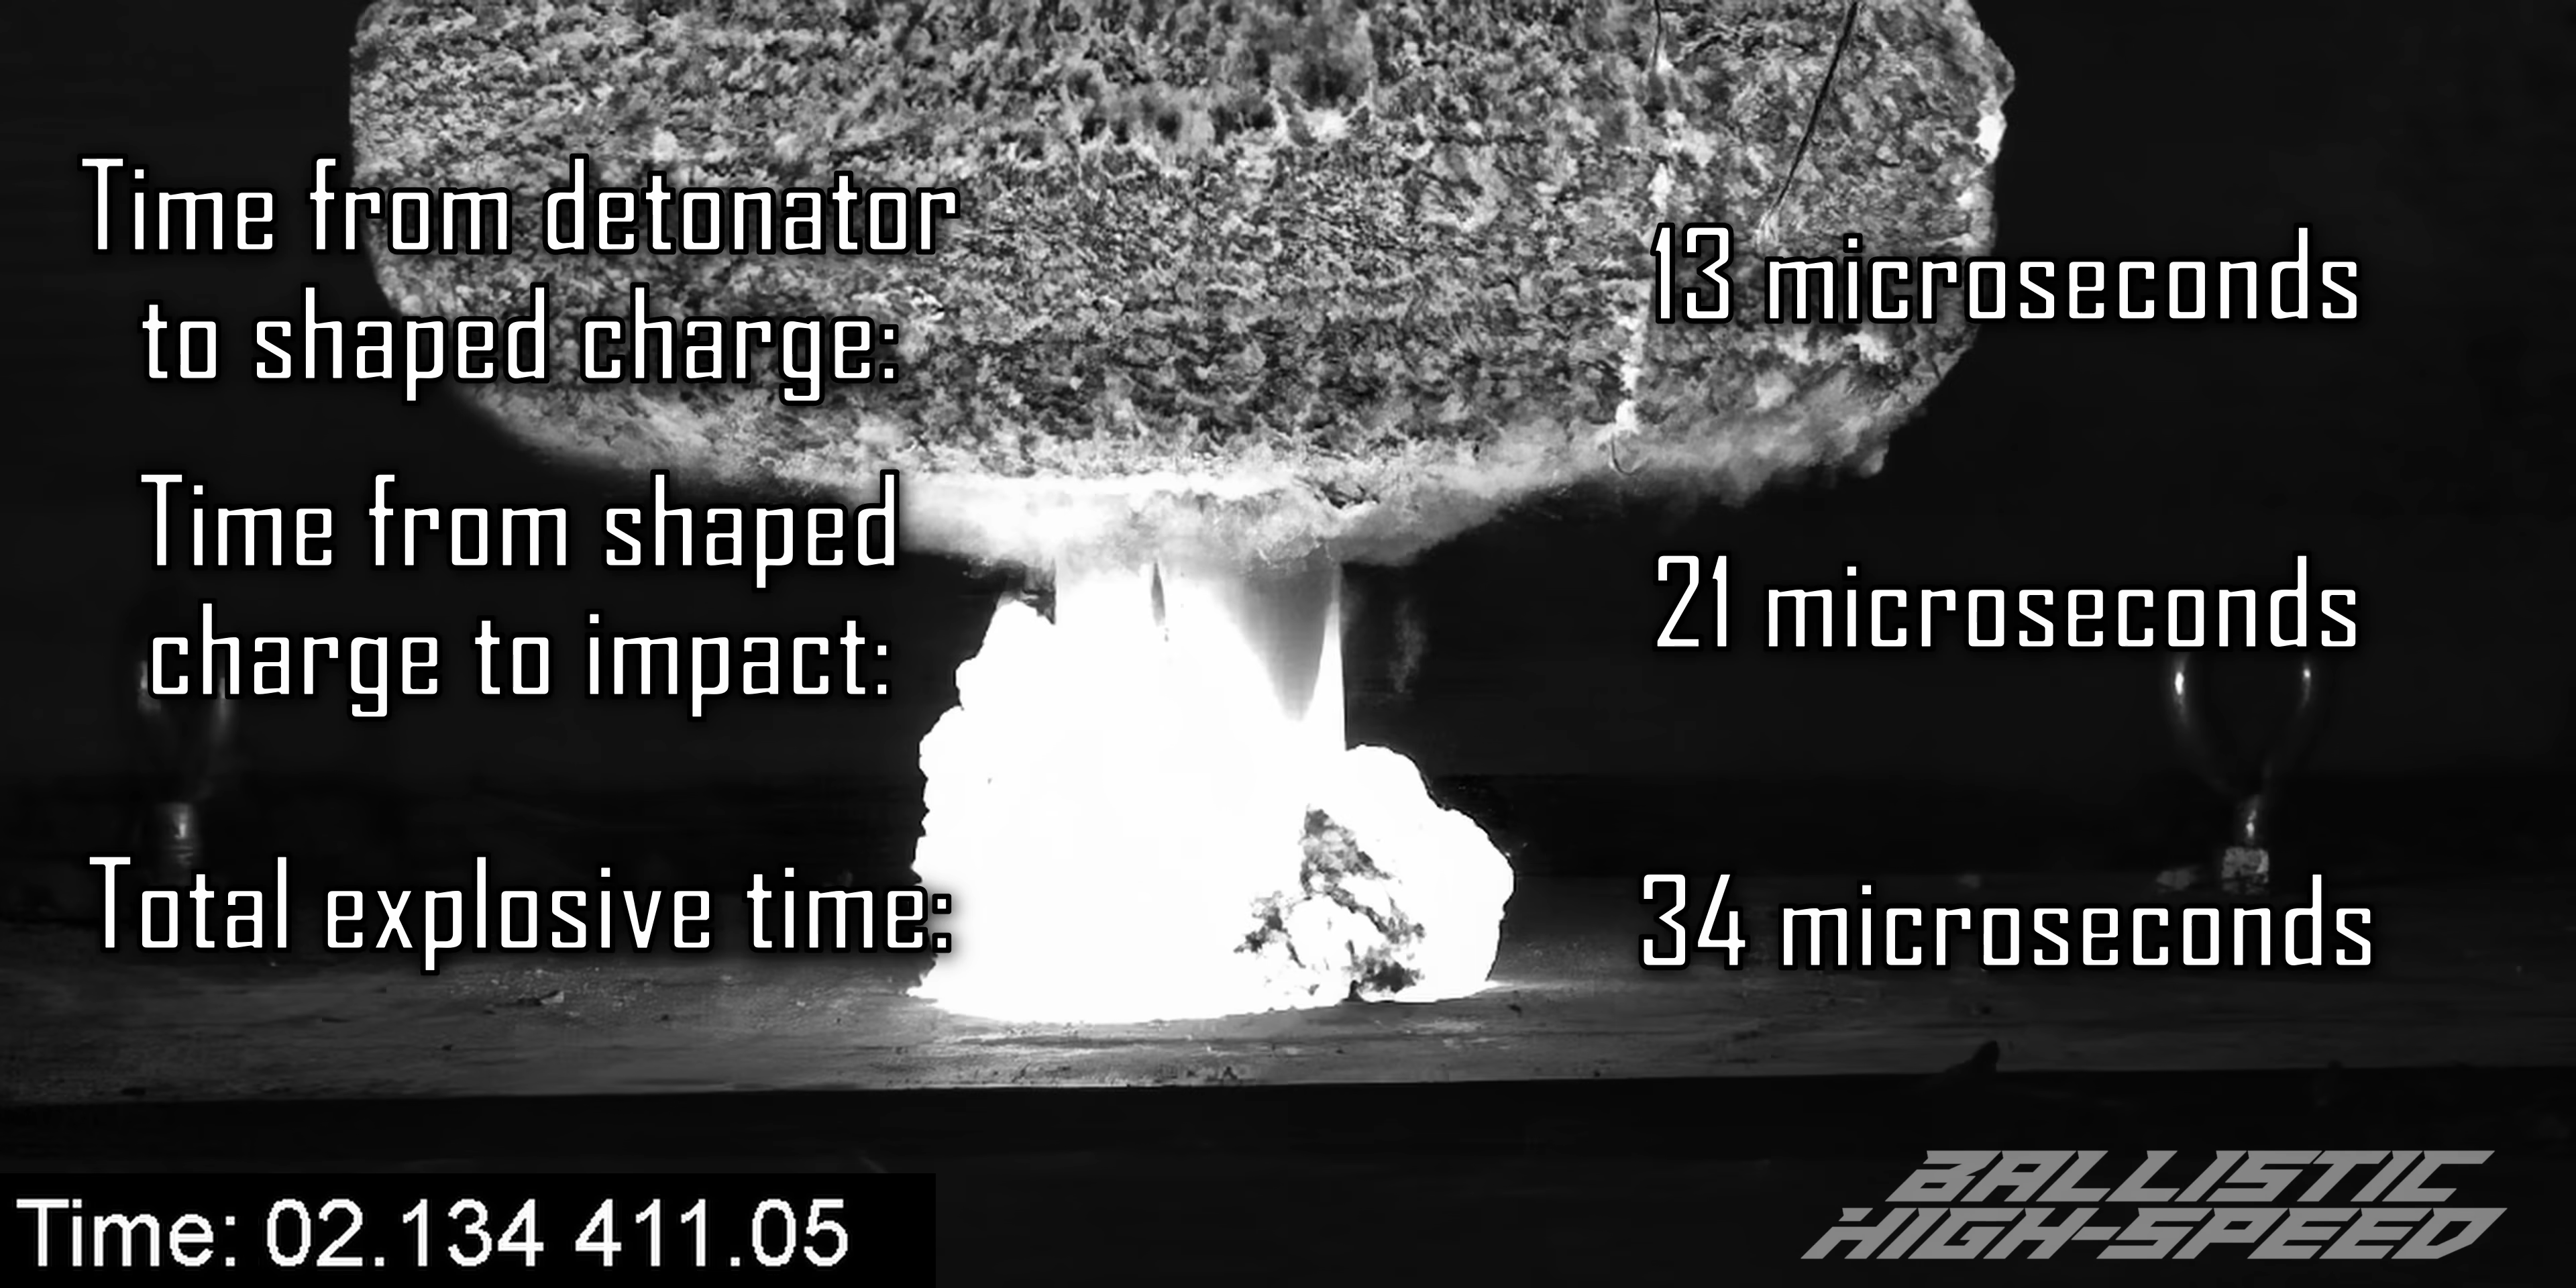 Time from detonator
to shaped charge:
13 microseconds
Time from shaped
charge to impact:
21 microseconds
Total explosive time:
34 microseconds
Time: 02.134 411.05
BALLISTIC
HIGH-SPEED